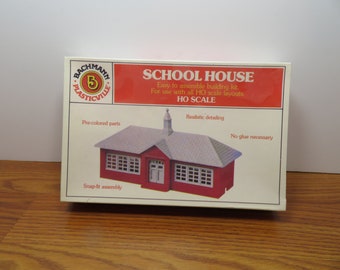 BACHMANN
5
PLASTICVILLE
SCHOOL HOUSE
Easy to assemble building kit.
For use with all HO scale layouts
HO SCALE
Realistic detailing
Pre-colored parts
No glue necessary
Snap-fit assembly